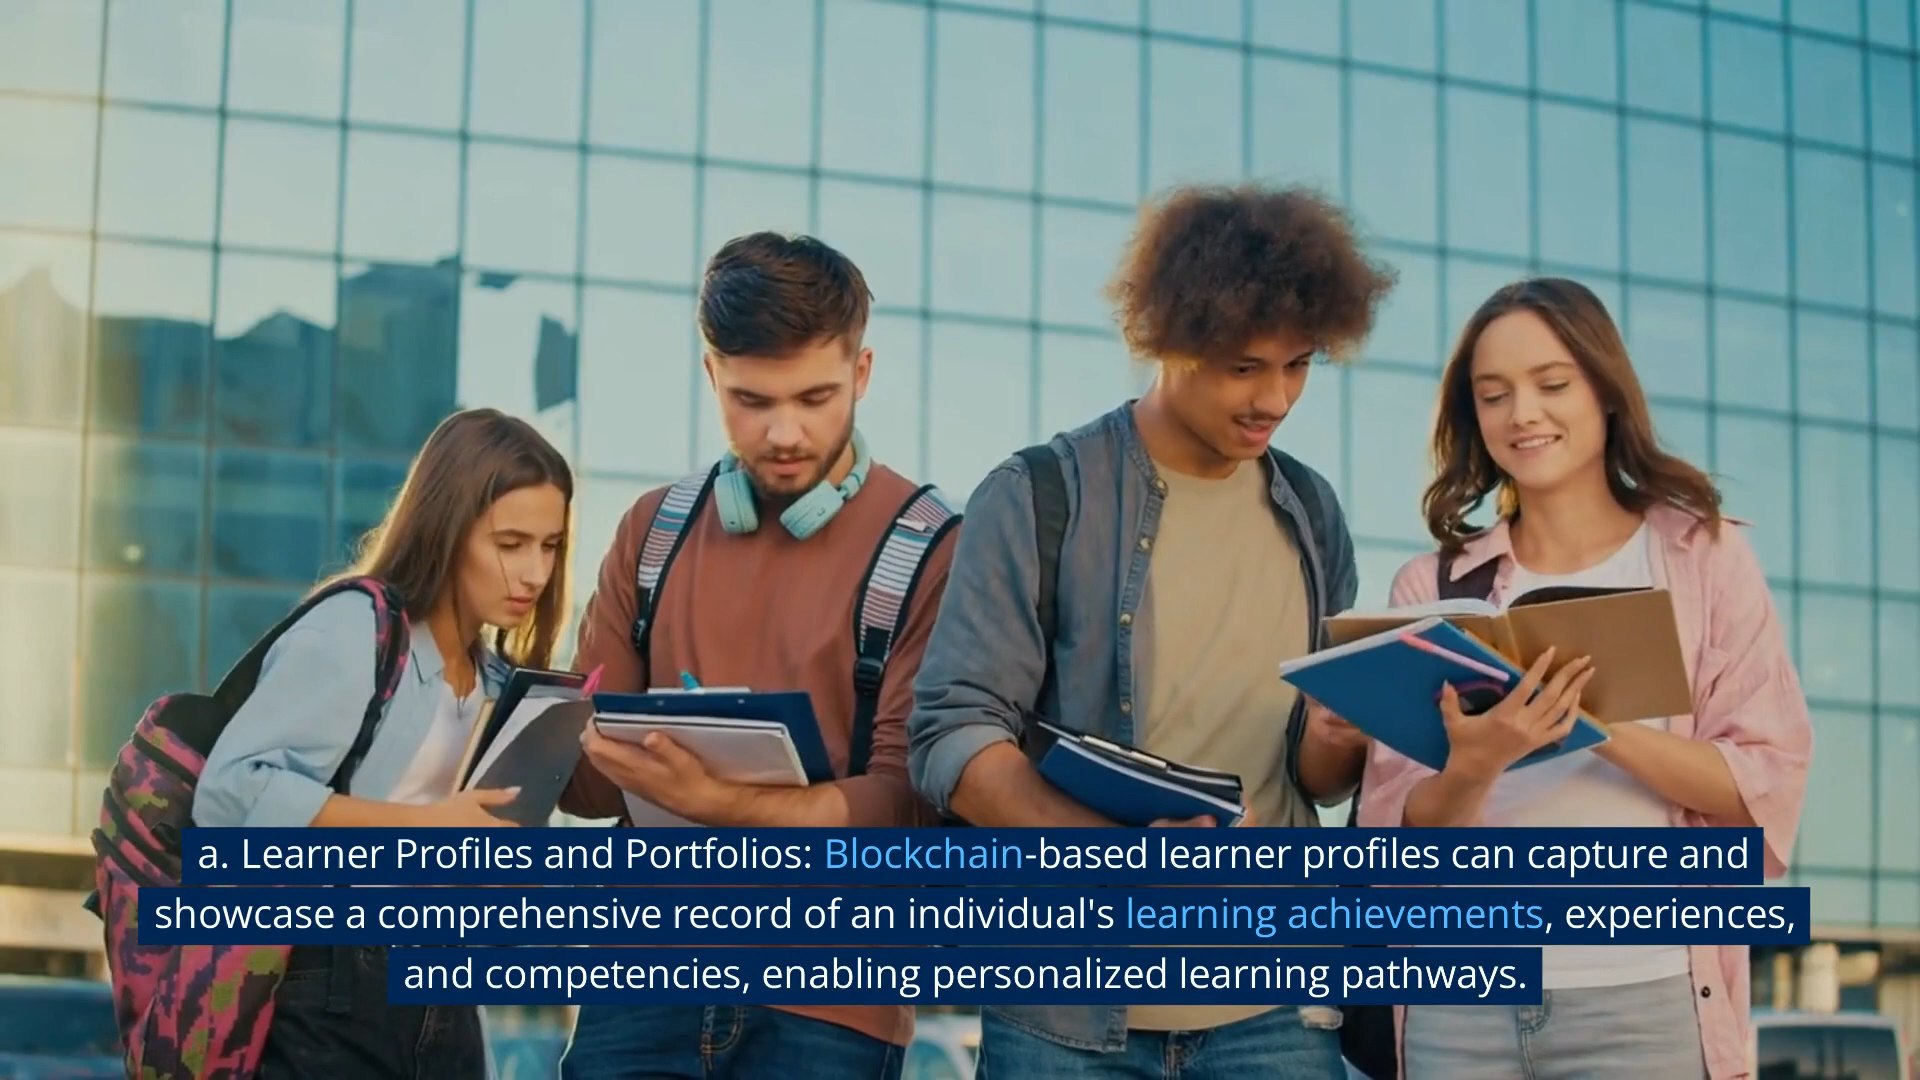 a. Learner Profiles and Portfolios: Blockchain-based learner profiles can capture and
showcase a comprehensive record of an individual's learning achievements, experiences,
and competencies, enabling personalized learning pathways.